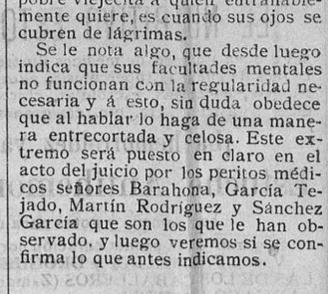 pobre viejecita a quien entrañable-
mente quiere, es cuando sus ojos se
cubren de lágrimas.
Se le nota algo, que desde luego
indica que sus facultades mentales
no funcionan con la regularidad ne-
cesaria y á esto, sin duda obedece
que al hablar lo haga de una mane-
ra entrecortada y celosa. Este ex-
tremo será puesto en claro en el
acto del juicio por los peritos médi-
cos señores Barahona, García Te-
jado, Martín Rodríguez y Sánchez
García que son los que le han ob-
servado, y luego veremos si se con-
firma lo que antes indicamos.